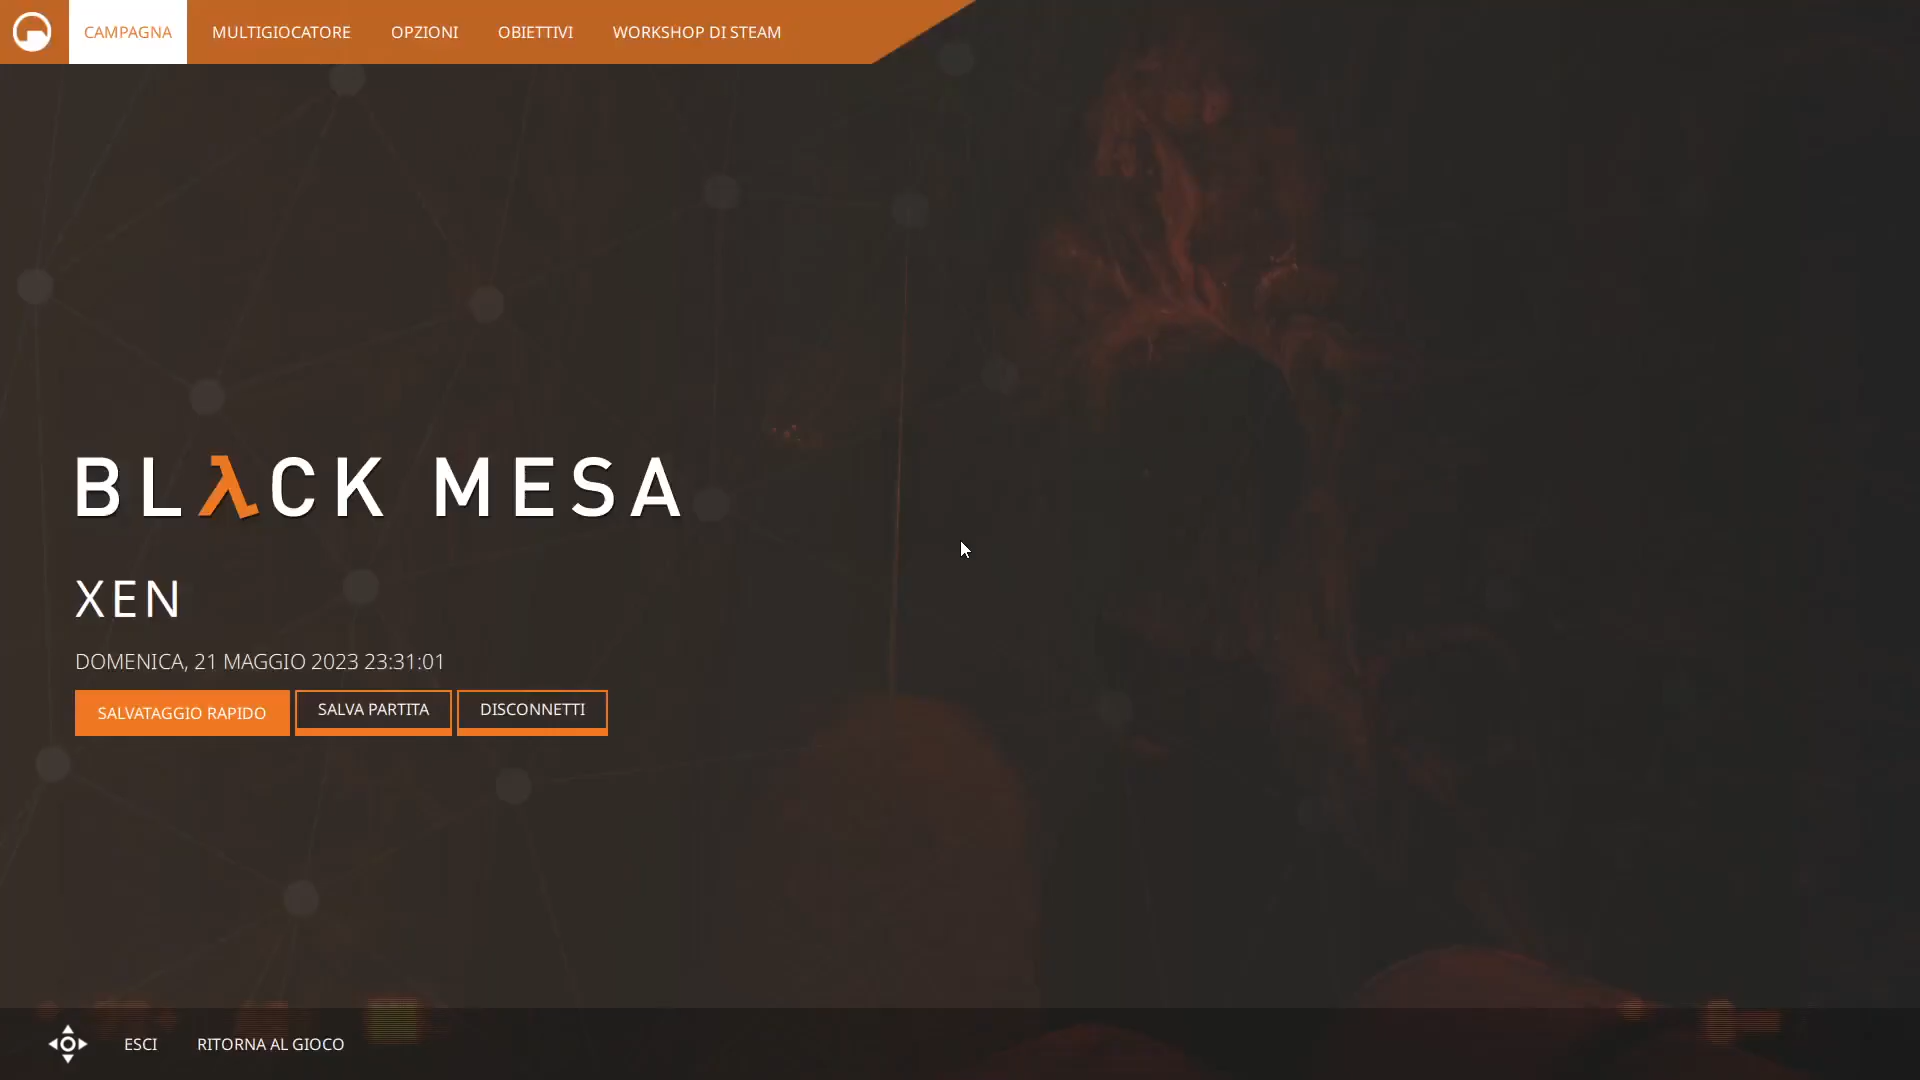 CAMPAGNA MULTIGIOCATORE OPZIONI OBIETTIVI WORKSHOP DI STEAM
BLλCK MESA
XEN
DOMENICA, 21 MAGGIO 2023 23:31:01
SALVATAGGIO RAPIDO SALVA PARTITA DISCONNETTI
ESCI RITORNA AL GIOCO